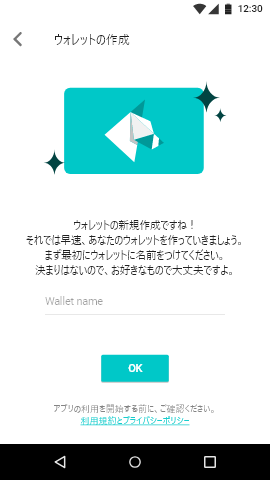 12:30
ウォレットの作成
ウォレットの新規作成ですね！
それでは早速、あなたのウォレットを作っていきましょう。
まず最初にウォレットに名前をつけてください。
決まりはないので、お好きなもので大丈夫ですよ。
Wallet name
OK
アプリの利用を開始する前に、ご確認ください。
利用規約とプライバシーポリシー